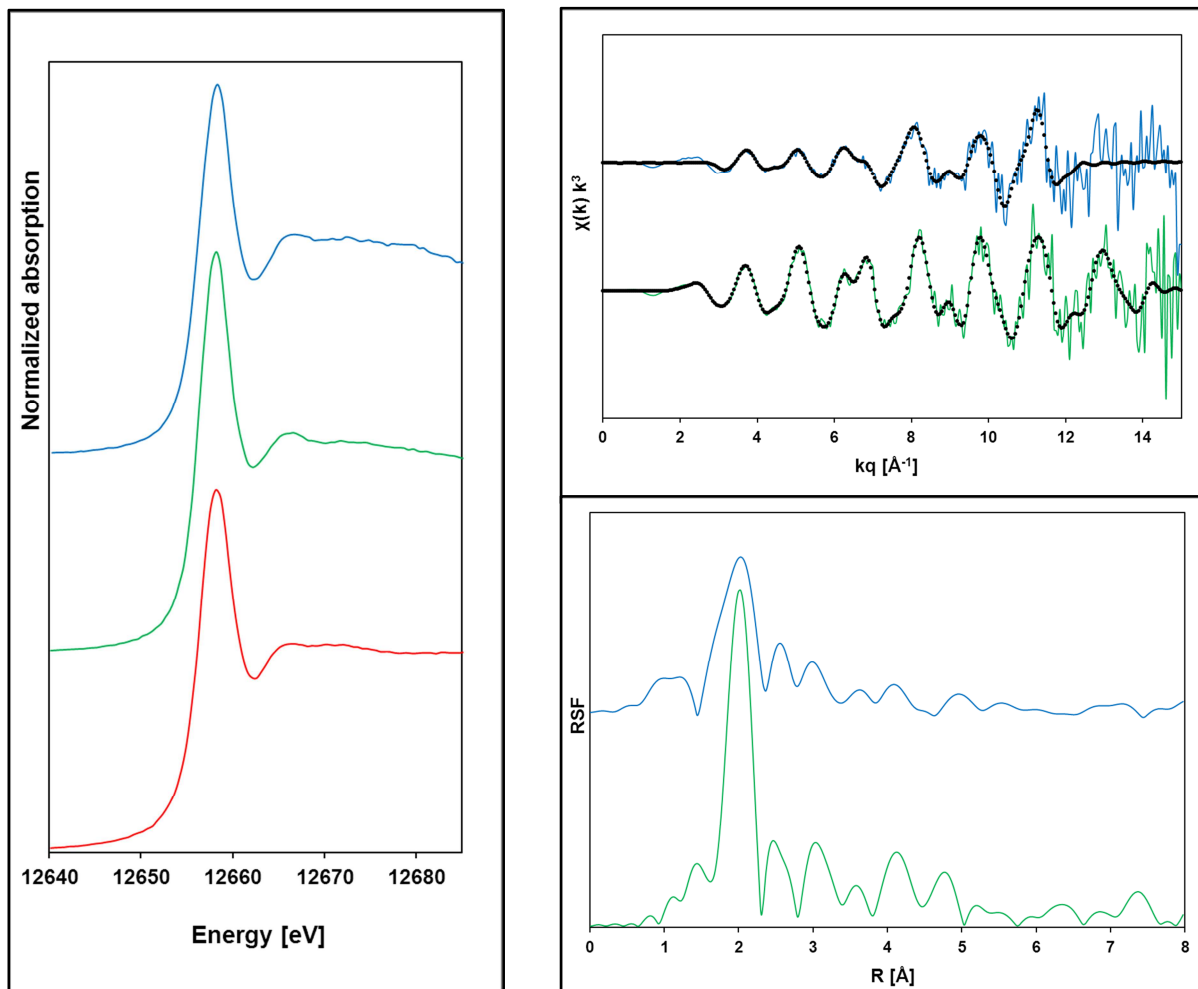 Normalized absorption
12640 12650 12660 12670 12680
Energy [eV]
χ(k) k³
0 2 4 6 8 10 12 14
kq [Å⁻¹]
RSF
0 1 2 3 4 5 6 7 8
R [Å]